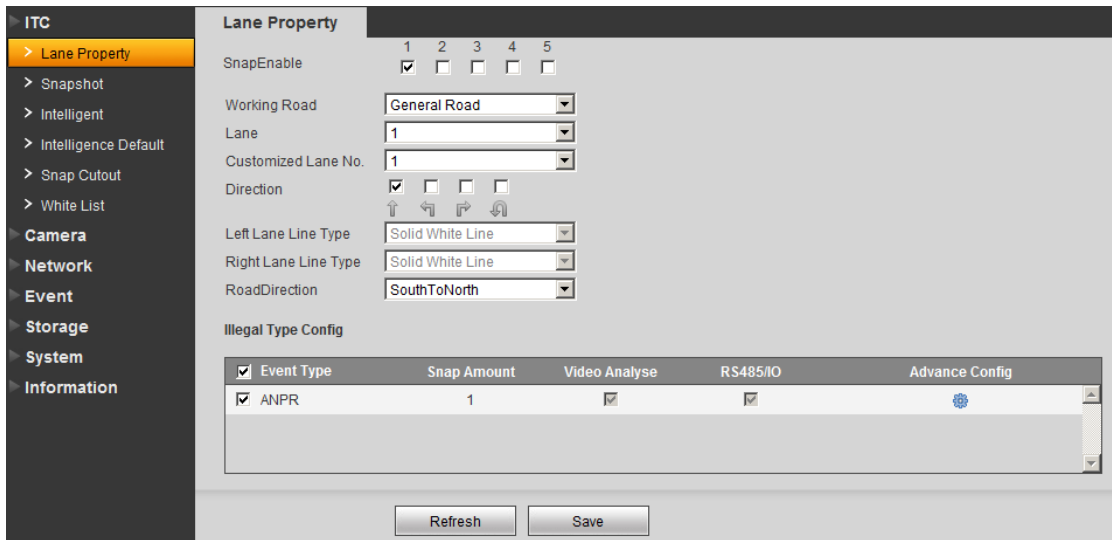 ITC
Lane Property
Snapshot
Intelligent
Intelligence Default
Snap Cutout
White List
Camera
Network
Event
Storage
System
Information
Lane Property
1 2 3 4 5
SnapEnable
Working Road General Road
Lane 1
Customized Lane No. 1
Direction
Left Lane Line Type Solid White Line
Right Lane Line Type Solid White Line
RoadDirection SouthToNorth
Illegal Type Config
Event Type Snap Amount Video Analyse RS485/IO Advance Config
ANPR 1
Refresh Save